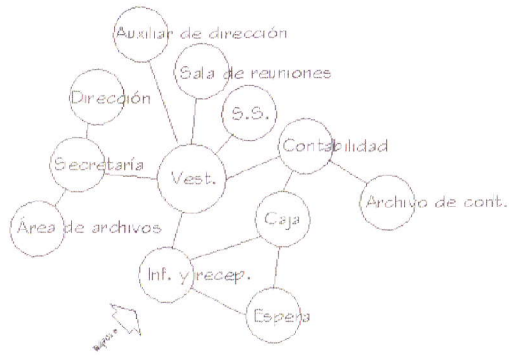 Auxiliar de dirección
Sala de reuniones
Dirección
S.S.
Secretaría
Vest.
Contabilidad
Área de archivos
Caja
Archivo de cont.
Inf. y recep.
Espera